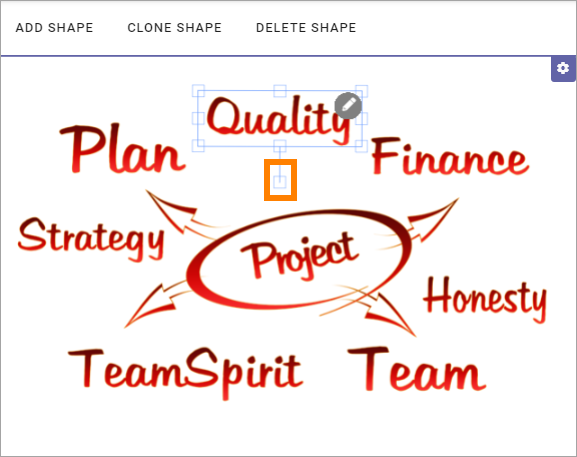 ADD SHAPE CLONE SHAPE DELETE SHAPE
Quality
Plan
Finance
Strategy
Project
Honesty
TeamSpirit
Team